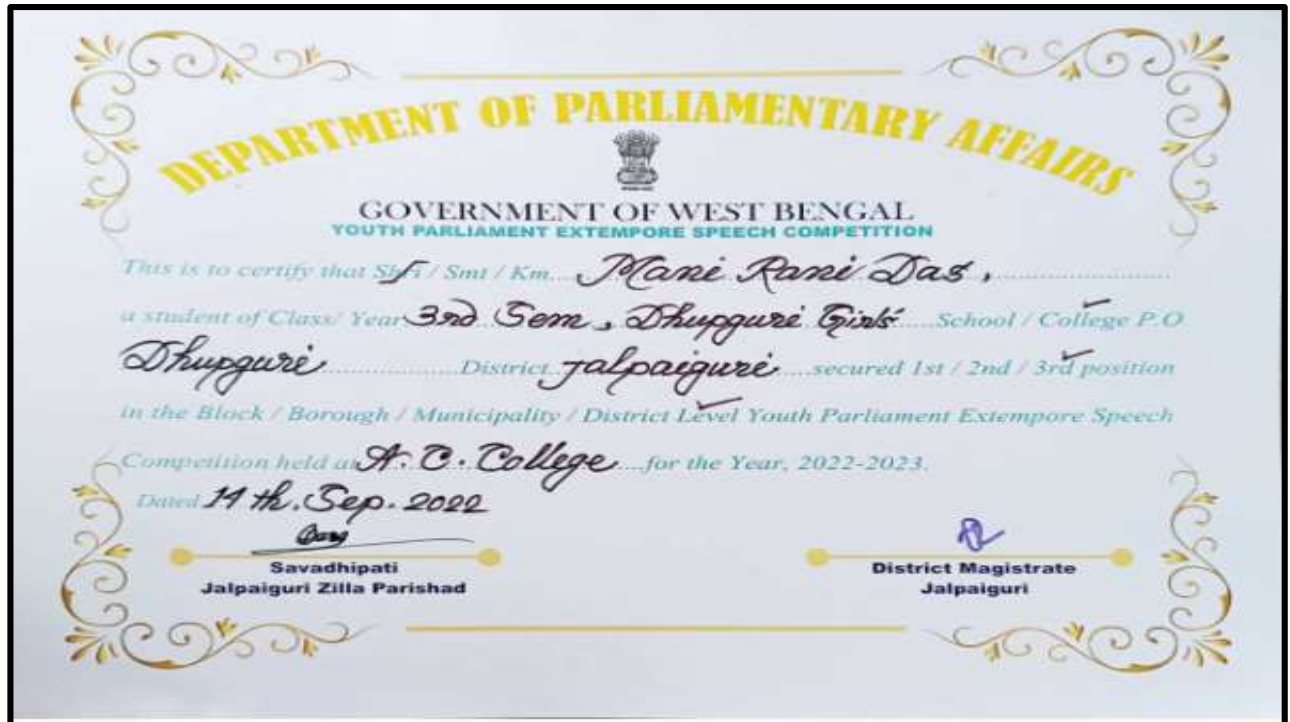 DEPARTMENT OF PARLIAMENTARY AFFAIRS
GOVERNMENT OF WEST BENGAL
YOUTH PARLIAMENT EXTEMPORE SPEECH COMPETITION
This is to certify that Shri / Smt / Km. Mani Rani Das,
a student of Class/ Year 3rd Sem, Dhupguri Girls' School / College P.O
Dhupguri District Jalpaiguri secured 1st / 2nd / 3rd position
in the Block / Borough / Municipality / District Level Youth Parliament Extempore Speech
Competition held at A. C. College for the Year, 2022-2023.
Dated 14th. Sep. 2022
Savadhipati
Jalpaiguri Zilla Parishad
District Magistrate
Jalpaiguri